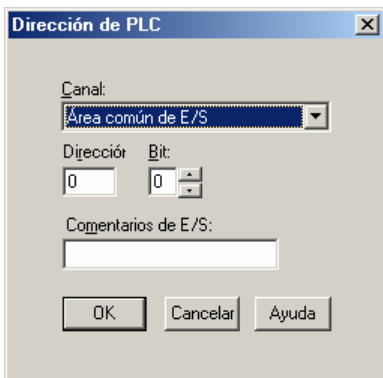 Dirección de PLC
Canal:
Área común de E/S
Direcciór Bit:
0 0
Comentarios de E/S:
OK Cancelar Ayuda